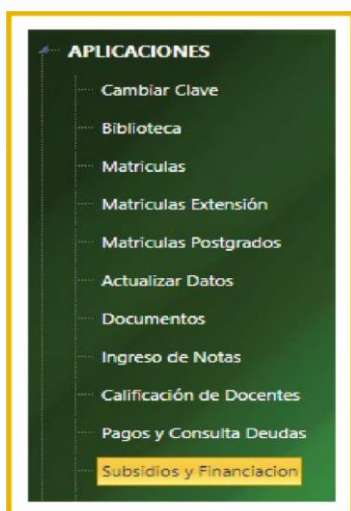 APLICACIONES
Cambiar Clave
Biblioteca
Matriculas
Matriculas Extensión
Matriculas Postgrados
Actualizar Datos
Documentos
Ingreso de Notas
Calificación de Docentes
Pagos y Consulta Deudas
Subsidios y Financiacion